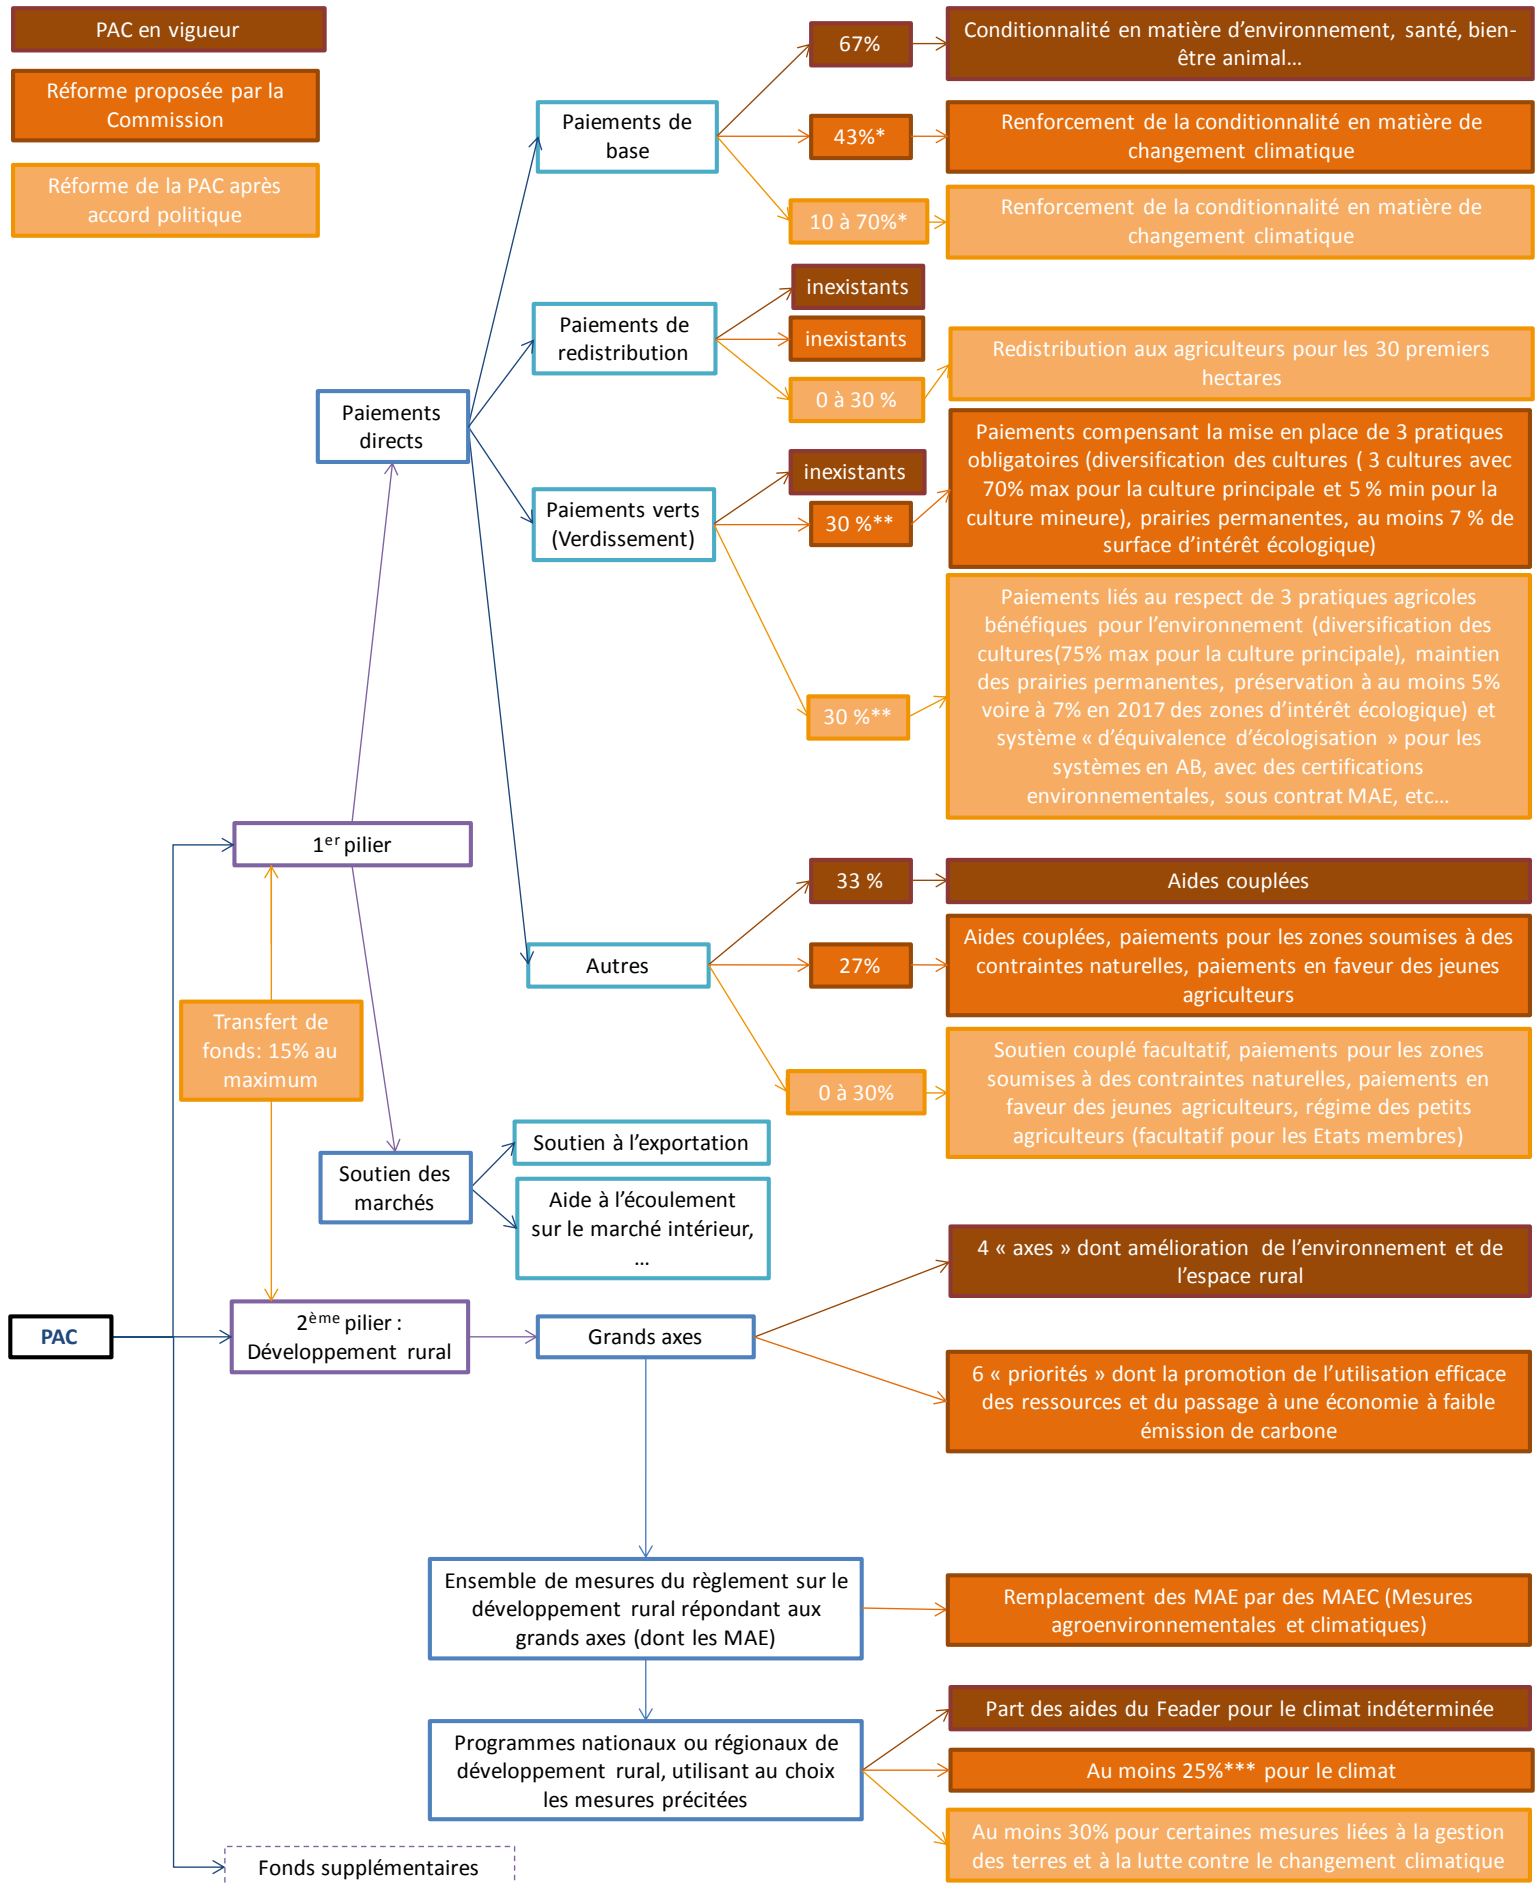 PAC en vigueur
Réforme proposée par la
Commission
Réforme de la PAC après
accord politique
67%
Conditionnalité en matière d'environnement, santé, bien-
être animal…
Paiements de
base
43%*
Renforcement de la conditionnalité en matière de
changement climatique
10 à 70%*
Renforcement de la conditionnalité en matière de
changement climatique
inexistants
Paiements de
redistribution
inexistants
0 à 30 %
Redistribution aux agriculteurs pour les 30 premiers
hectares
Paiements
directs
inexistants
Paiements verts
(Verdissement)
30 %**
Paiements compensant la mise en place de 3 pratiques
obligatoires (diversification des cultures ( 3 cultures avec
70% max pour la culture principale et 5 % min pour la
culture mineure), prairies permanentes, au moins 7 % de
surface d'intérêt écologique)
30 %**
Paiements liés au respect de 3 pratiques agricoles
bénéfiques pour l'environnement (diversification des
cultures(75% max pour la culture principale), maintien
des prairies permanentes, préservation à au moins 5%
voire à 7% en 2017 des zones d'intérêt écologique) et
système « d'équivalence d'écologisation » pour les
systèmes en AB, avec des certifications
environnementales, sous contrat MAE, etc…
1er pilier
33 %
Aides couplées
Autres
27%
Aides couplées, paiements pour les zones soumises à des
contraintes naturelles, paiements en faveur des jeunes
agriculteurs
Transfert de
fonds: 15% au
maximum
0 à 30%
Soutien couplé facultatif, paiements pour les zones
soumises à des contraintes naturelles, paiements en
faveur des jeunes agriculteurs, régime des petits
agriculteurs (facultatif pour les Etats membres)
Soutien des
marchés
Soutien à l'exportation
Aide à l'écoulement
sur le marché intérieur,
…
PAC
2ème pilier :
Développement rural
Grands axes
4 « axes » dont amélioration de l'environnement et de
l'espace rural
6 « priorités » dont la promotion de l'utilisation efficace
des ressources et du passage à une économie à faible
émission de carbone
Ensemble de mesures du règlement sur le
développement rural répondant aux
grands axes (dont les MAE)
Remplacement des MAE par des MAEC (Mesures
agroenvironnementales et climatiques)
Programmes nationaux ou régionaux de
développement rural, utilisant au choix
les mesures précitées
Part des aides du Feader pour le climat indéterminée
Au moins 25%*** pour le climat
Au moins 30% pour certaines mesures liées à la gestion
des terres et à la lutte contre le changement climatique
Fonds supplémentaires